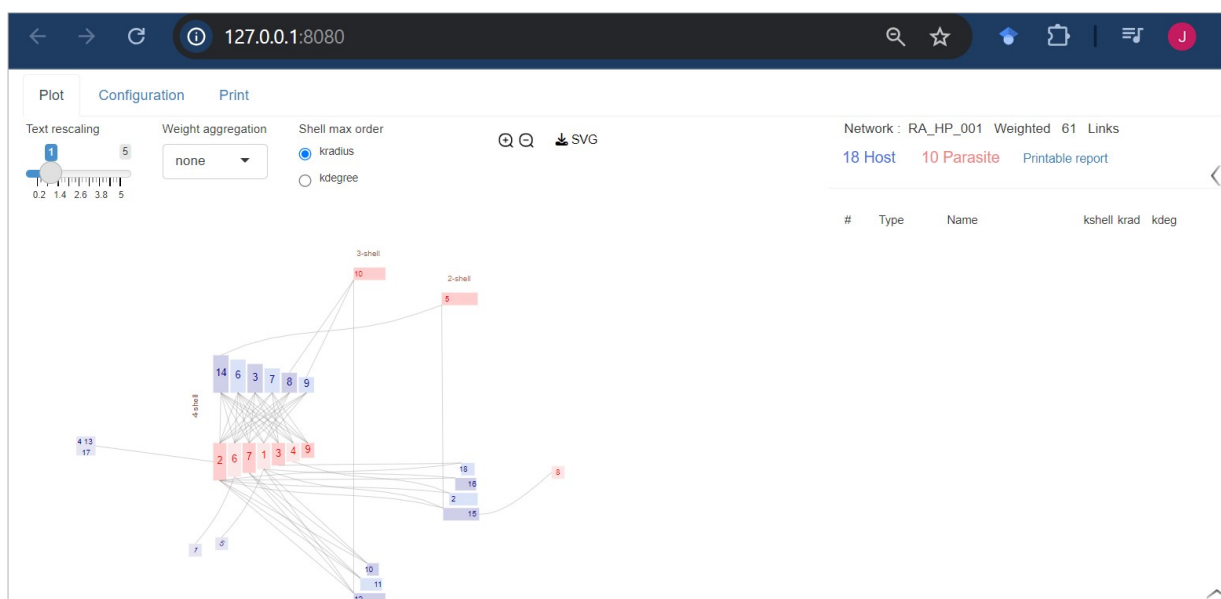 127.0.0.1:8080
J
Plot Configuration Print
Text rescaling Weight aggregation Shell max order
1 5 none kradius
kdegree
0.2 1.4 2.6 3.8 5
SVG
Network : RA_HP_001 Weighted 61 Links
18 Host 10 Parasite Printable report
# Type Name kshell krad kdeg
3-shell
10
2-shell
5
14 6 3 7 8 9
4-shell
4 13
17
2 6 7 1 3 4 9
18
16
2
15
8
10
11
12